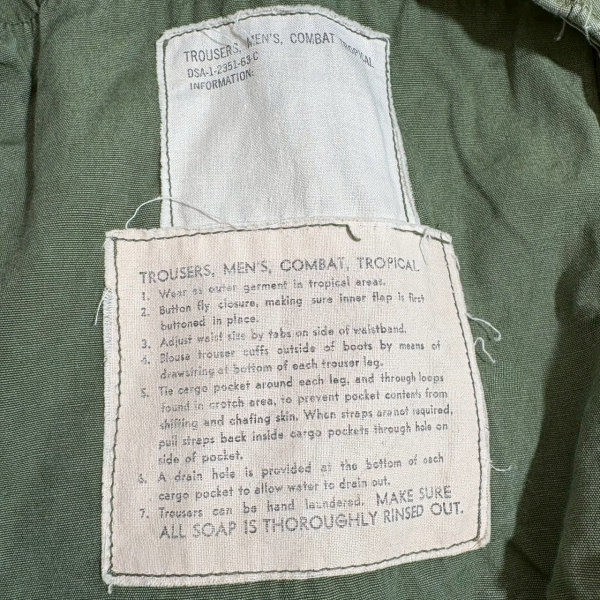 TROUSERS, MEN'S, COMBAT TROPICAL
DSA-1-2351-63 C
INFORMATION:
TROUSERS, MEN'S, COMBAT, TROPICAL
1. Wear as outer garment in tropical areas.
2. Button fly closure, making sure inner flap is first
buttoned in place.
3. Adjust waist size by tabs on side of waistband.
4. Blouse trouser cuffs outside of boots by means of
drawstring at bottom of each trouser leg.
5. Tie cargo pocket around each leg, and through loops
found in crotch area, to prevent pocket contents from
shifting and chafing skin. When straps are not required,
pull straps back inside cargo pockets through hole on
side of pocket.
6. A drain hole is provided at the bottom of each
cargo pocket to allow water to drain out.
7. Trousers can be hand laundered. MAKE SURE
ALL SOAP IS THOROUGHLY RINSED OUT.